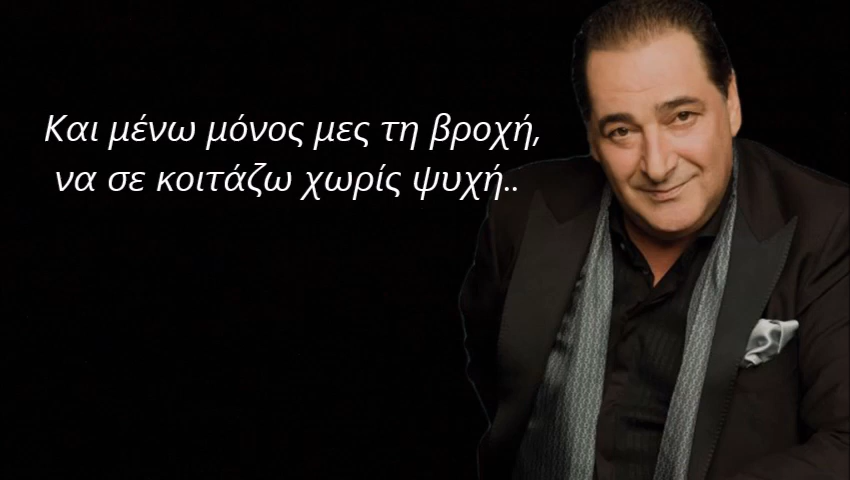 Και μένω μόνος μες τη βροχή,
να σε κοιτάζω χωρίς ψυχή..